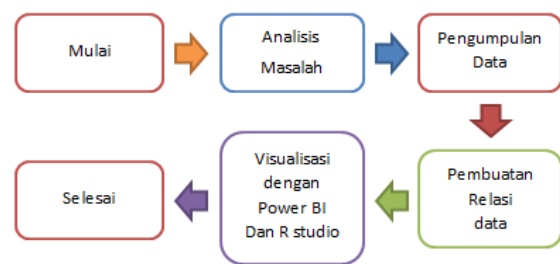 Mulai
Analisis
Masalah
Pengumpulan
Data
Pembuatan
Relasi
data
Visualisasi
dengan
Power BI
Dan R studio
Selesai